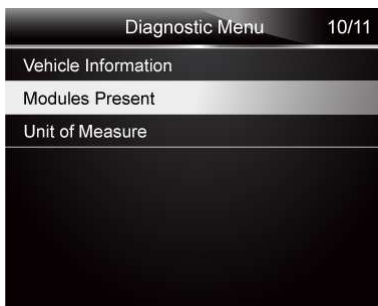 Diagnostic Menu 10/11
Vehicle Information
Modules Present
Unit of Measure